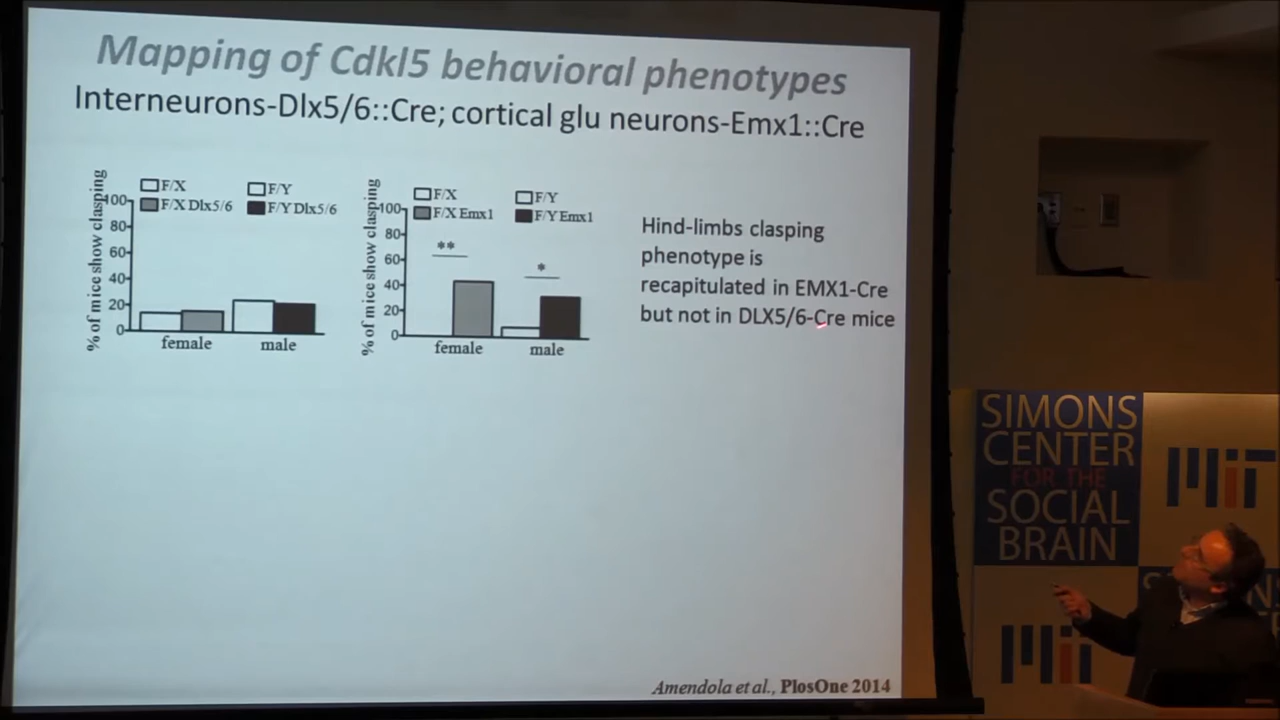 Mapping of Cdkl5 behavioral phenotypes
Interneurons-Dlx5/6::Cre; cortical glu neurons-Emx1::Cre
% of mice show clasping
F/X
F/Y
F/X Dlx5/6
F/Y Dlx5/6
100
80
60
40
20
0
female
male
% of mice show clasping
F/X
F/Y
F/X Emx1
F/Y Emx1
100
80
60
40
20
0
**
*
female
male
Hind-limbs clasping
phenotype is
recapitulated in EMX1-Cre
but not in DLX5/6-Cre mice
Amendola et al., PlosOne 2014
SIMONS
CENTER
FOR THE
SOCIAL
BRAIN
MIT
MIT